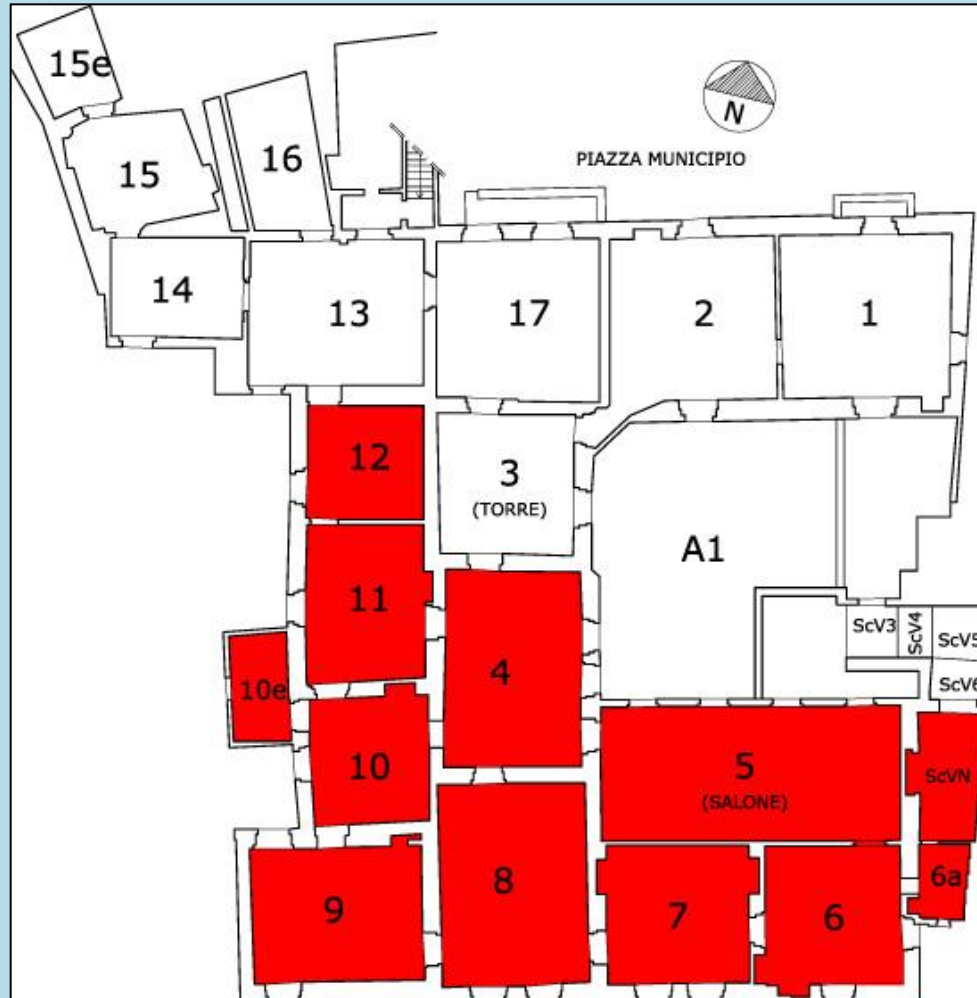 15e
15
16
N
PIAZZA MUNICIPIO
14
13
17
2
1
12
3
(TORRE)
A1
11
ScV3
ScV4
ScV5
ScV6
10e
4
10
5
(SALONE)
ScVN
9
8
7
6
6a